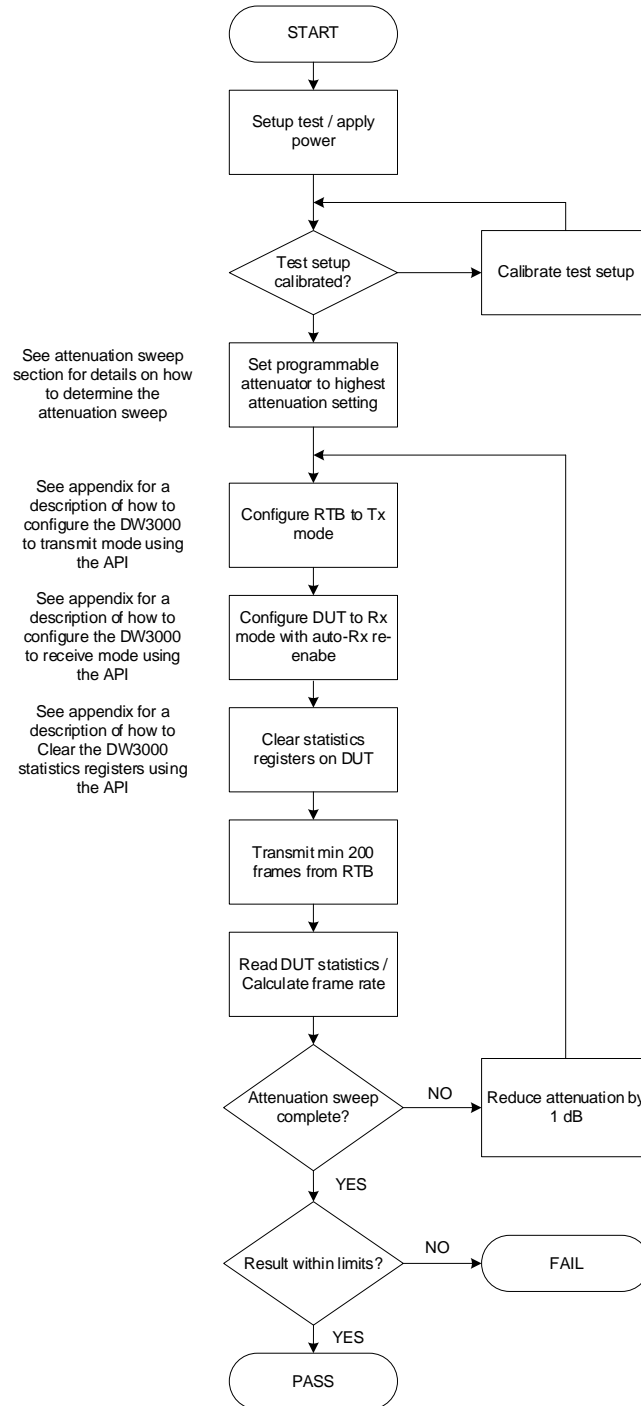 START
Setup test / apply
power
Test setup
calibrated?
Calibrate test setup
See attenuation sweep
section for details on how
to determine the
attenuation sweep
Set programmable
attenuator to highest
attenuation setting
See appendix for a
description of how to
configure the DW3000
to transmit mode using
the API
Configure RTB to Tx
mode
See appendix for a
description of how to
configure the DW3000
to receive mode using
the API
Configure DUT to Rx
mode with auto-Rx re-
enabe
See appendix for a
description of how to
Clear the DW3000
statistics registers using
the API
Clear statistics
registers on DUT
Transmit min 200
frames from RTB
Read DUT statistics /
Calculate frame rate
Attenuation sweep
complete?
NO
Reduce attenuation by
1 dB
YES
Result within limits?
NO
FAIL
YES
PASS